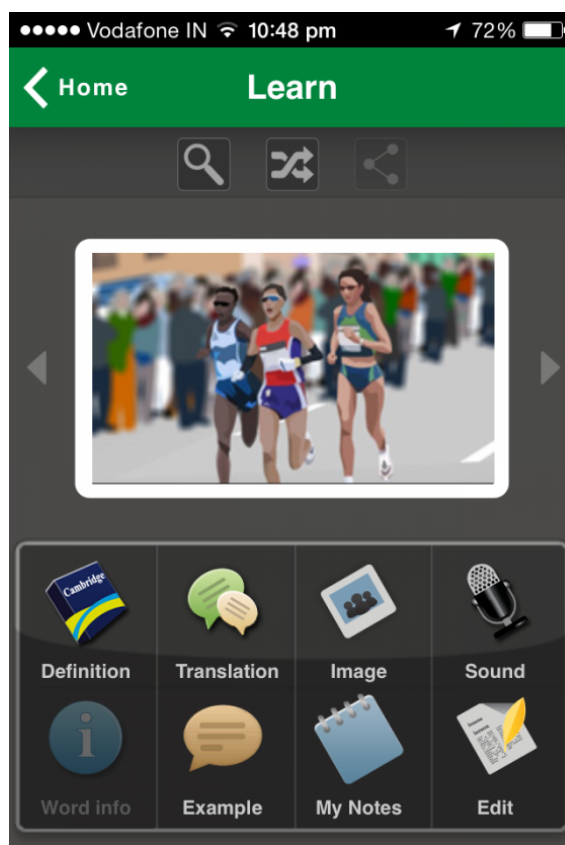 Vodafone IN 10:48 pm 72%
Home Learn
Cambridge
Definition Translation Image Sound
Word info Example My Notes Edit